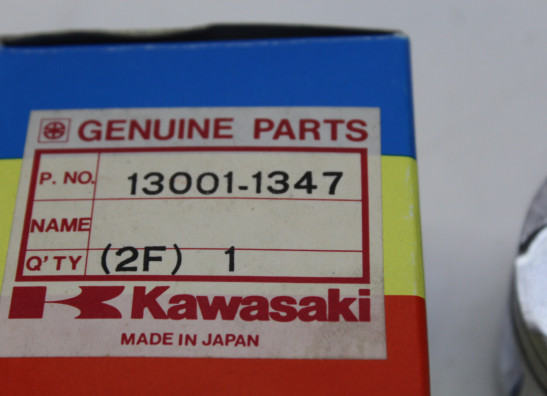 GENUINE PARTS
P. NO. 13001-1347
NAME
Q'TY (2F) 1
Kawasaki
MADE IN JAPAN